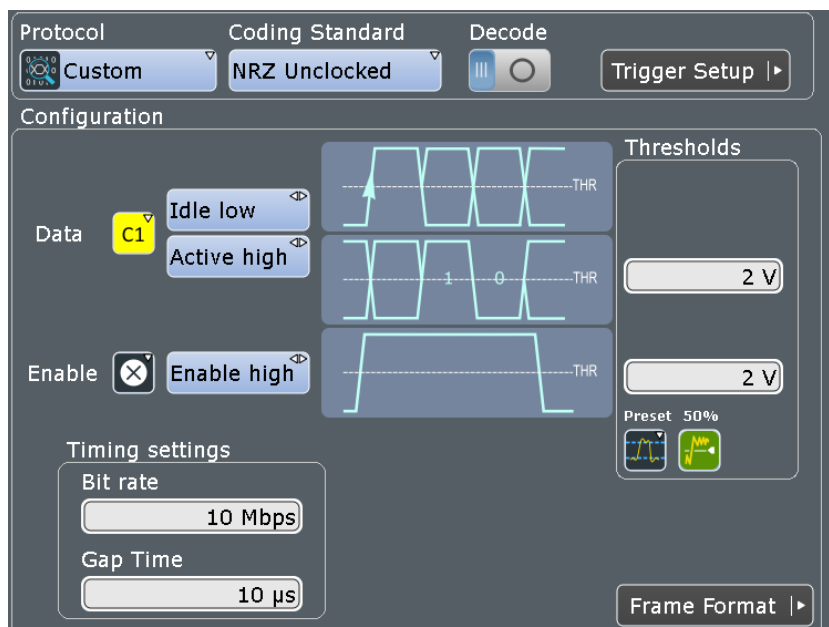 Protocol
Coding Standard
Decode
Custom
NRZ Unclocked
Trigger Setup
Configuration
Thresholds
THR
Data
C1
Idle low
Active high
1
0
THR
2 V
Enable
Enable high
THR
2 V
Preset 50%
Timing settings
Bit rate
10 Mbps
Gap Time
10 µs
Frame Format